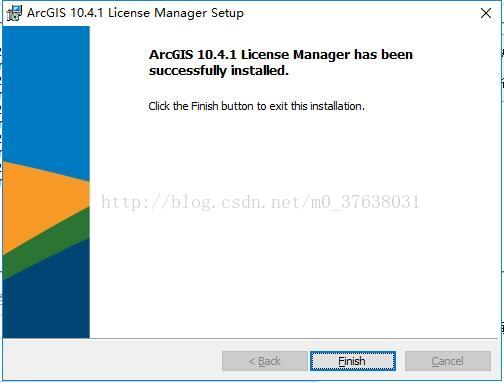 ArcGIS 10.4.1 License Manager Setup
ArcGIS 10.4.1 License Manager has been
successfully installed.
Click the Finish button to exit this installation.
http://blog.csdn.net/m0_37638031
< Back
Finish
Cancel